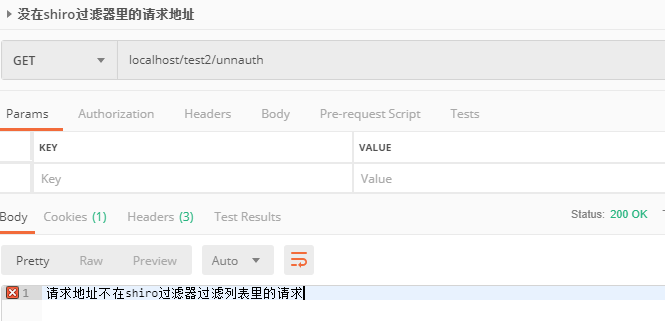 没在shiro过滤器里的请求地址
GET localhost/test2/unnauth
Params Authorization Headers Body Pre-request Script Tests
KEY VALUE
Key Value
Body Cookies (1) Headers (3) Test Results Status: 200 OK
Pretty Raw Preview Auto
1 请求地址不在shiro过滤器过滤列表里的请求